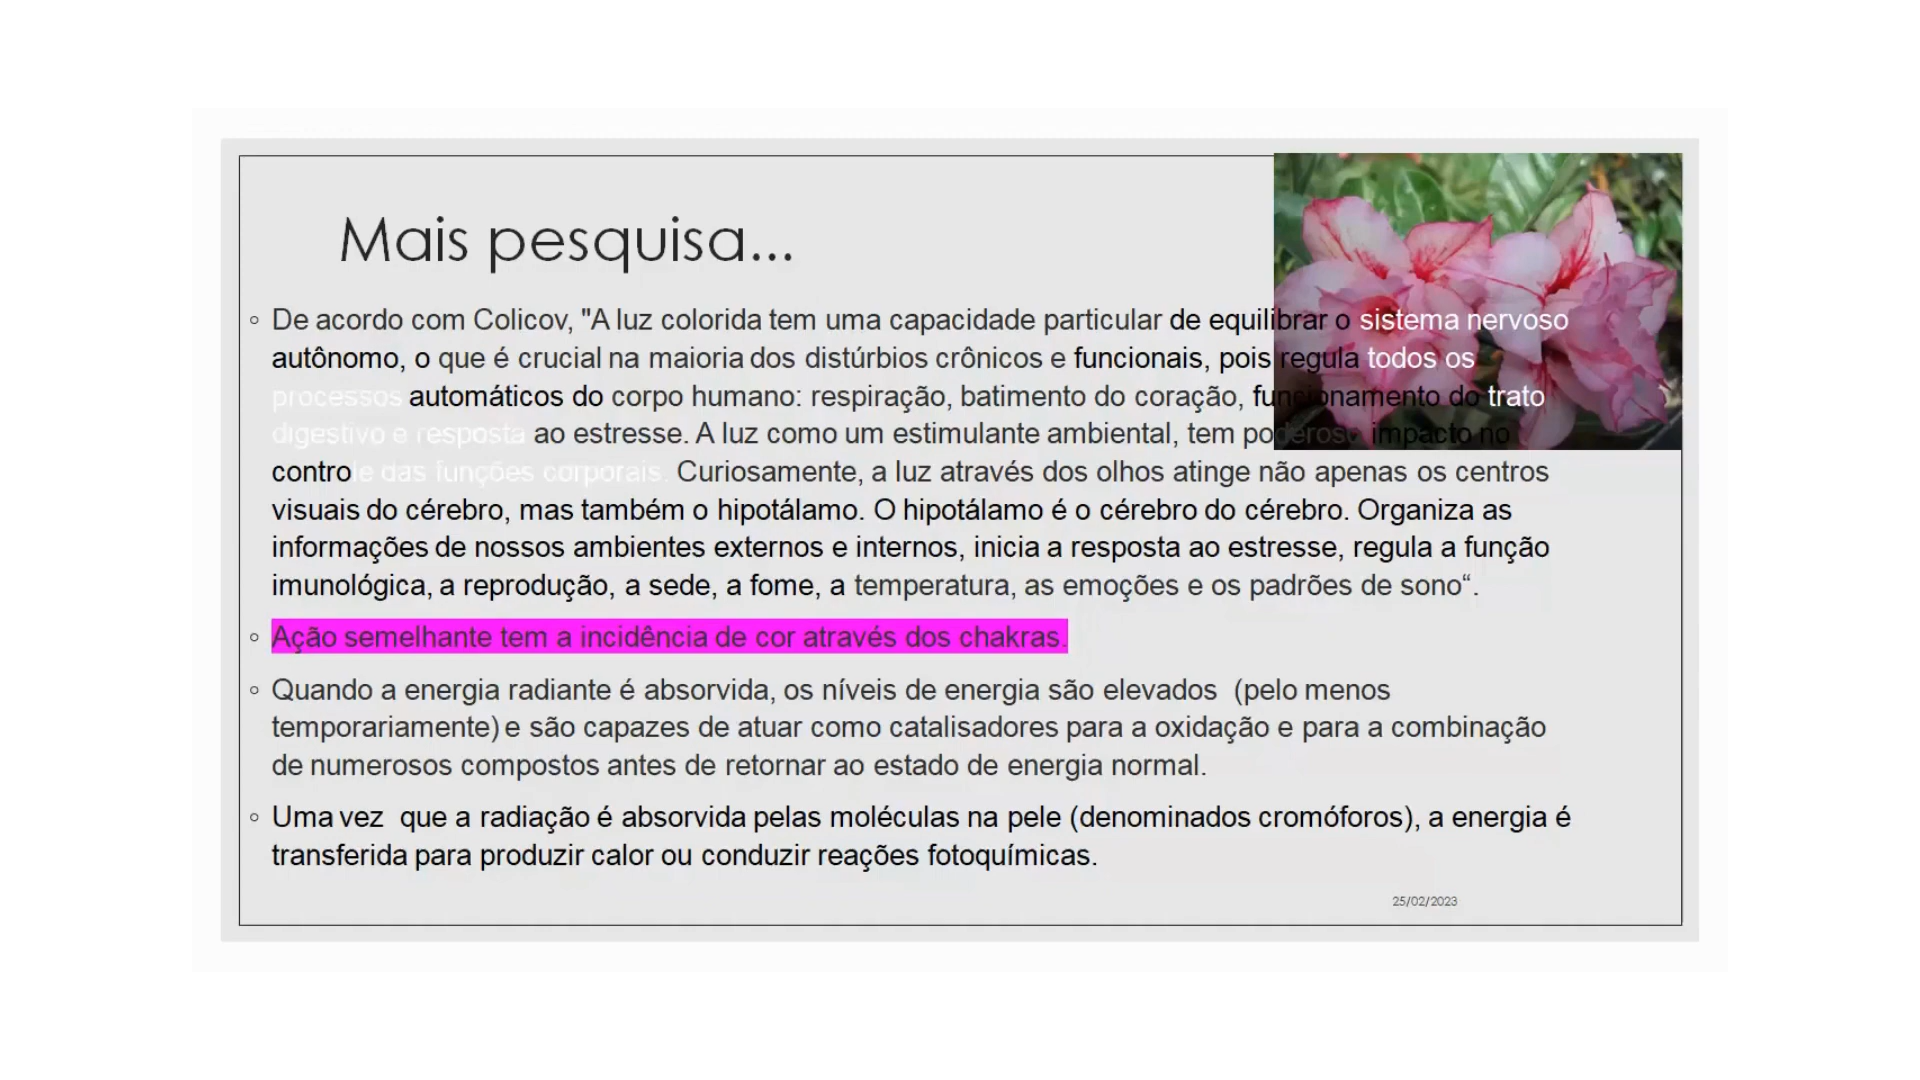 Mais pesquisa...
De acordo com Colicov, "A luz colorida tem uma capacidade particular de equilibrar o sistema nervoso
autônomo, o que é crucial na maioria dos distúrbios crônicos e funcionais, pois regula todos os
processos automáticos do corpo humano: respiração, batimento do coração, funcionamento do trato
digestivo e resposta ao estresse. A luz como um estimulante ambiental, tem poderoso impacto no
controle das funções corporais. Curiosamente, a luz através dos olhos atinge não apenas os centros
visuais do cérebro, mas também o hipotálamo. O hipotálamo é o cérebro do cérebro. Organiza as
informações de nossos ambientes externos e internos, inicia a resposta ao estresse, regula a função
imunológica, a reprodução, a sede, a fome, a temperatura, as emoções e os padrões de sono“.
Ação semelhante tem a incidência de cor através dos chakras.
Quando a energia radiante é absorvida, os níveis de energia são elevados (pelo menos
temporariamente) e são capazes de atuar como catalisadores para a oxidação e para a combinação
de numerosos compostos antes de retornar ao estado de energia normal.
Uma vez que a radiação é absorvida pelas moléculas na pele (denominados cromóforos), a energia é
transferida para produzir calor ou conduzir reações fotoquímicas.
25/02/2023